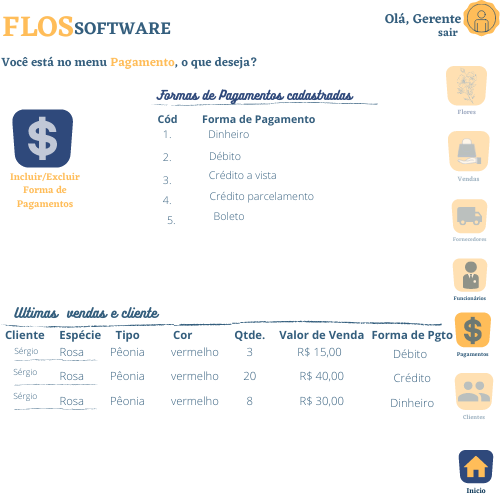 FLOSSOFTWARE
Olá, Gerente
sair
Você está no menu Pagamento, o que deseja?
Formas de Pagamentos cadastradas
Cód Forma de Pagamento
1. Dinheiro
2. Débito
3. Crédito a vista
4. Crédito parcelamento
5. Boleto
$
Incluir/Excluir
Forma de
Pagamentos
Flores
Vendas
Fornecedores
Funcionários
$
Pagamentos
Clientes
Inicio
Ultimas vendas e cliente
Cliente Espécie Tipo Cor Qtde. Valor de Venda Forma de Pgto
Sérgio Rosa Pêonia vermelho 3 R$ 15,00 Débito
Sérgio Rosa Pêonia vermelho 20 R$ 40,00 Crédito
Sérgio Rosa Pêonia vermelho 8 R$ 30,00 Dinheiro